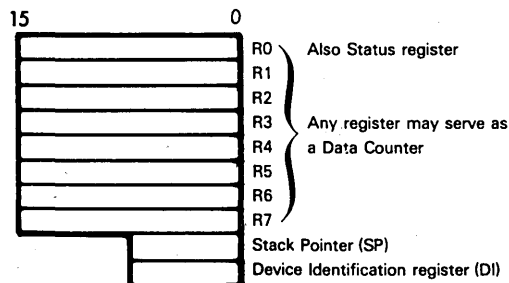 15 0
R0 Also Status register
R1
R2
R3 Any register may serve as
R4 a Data Counter
R5
R6
R7
Stack Pointer (SP)
Device Identification register (DI)